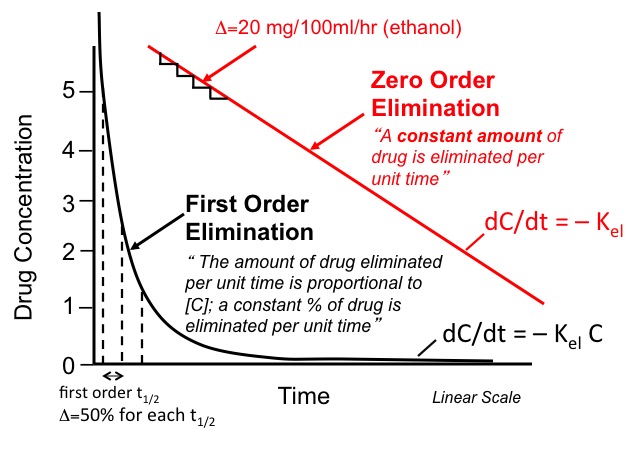 Δ=20 mg/100ml/hr (ethanol)
Zero Order
Elimination
“A constant amount of
drug is eliminated per
unit time”
dC/dt = – Kel
First Order
Elimination
“ The amount of drug eliminated
per unit time is proportional to
[C]; a constant % of drug is
eliminated per unit time”
dC/dt = – Kel C
Drug Concentration
5
4
3
2
1
0
first order t1/2
Δ=50% for each t1/2
Time
Linear Scale